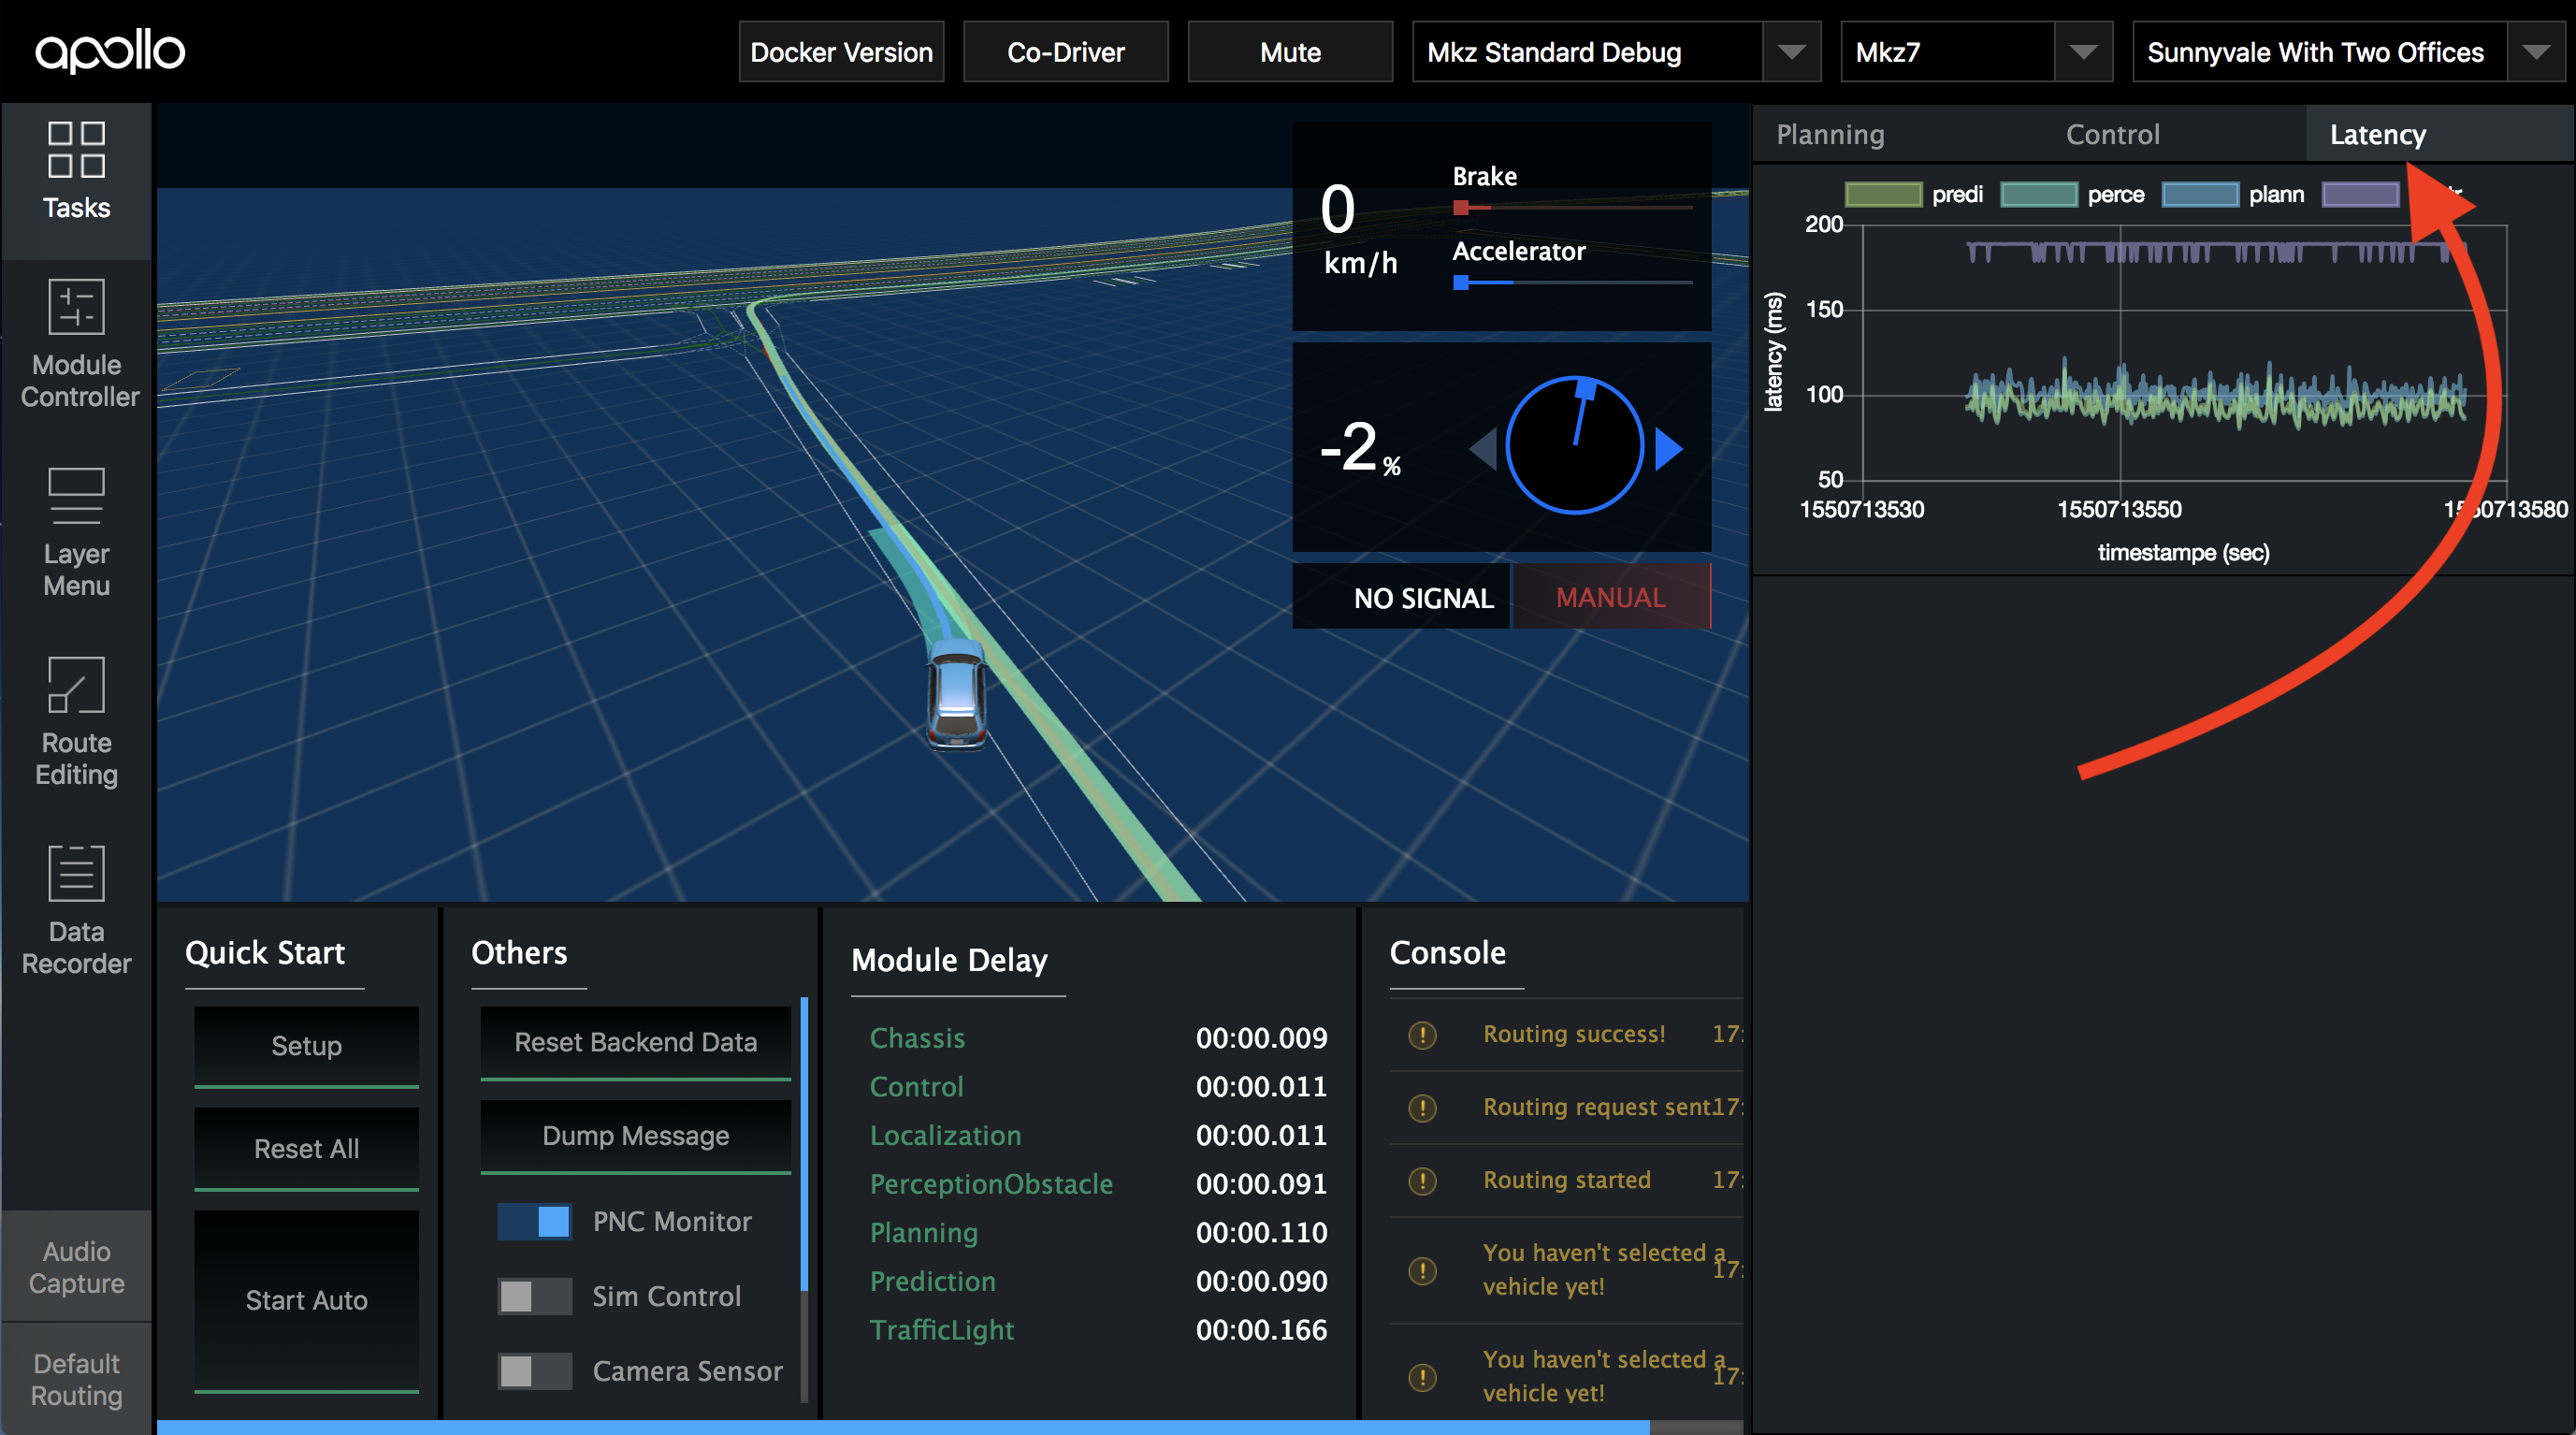 apollo
Docker Version
Co-Driver
Mute
Mkz Standard Debug
Mkz7
Sunnyvale With Two Offices
Tasks
Module
Controller
Layer
Menu
Route
Editing
Data
Recorder
Audio
Capture
Default
Routing
0
km/h
Brake
Accelerator
-2 %
NO SIGNAL
MANUAL
Planning
Control
Latency
predi
perce
plann
200
150
100
50
latency (ms)
1550713530
1550713550
1550713580
timestampe (sec)
Quick Start
Setup
Reset All
Start Auto
Others
Reset Backend Data
Dump Message
PNC Monitor
Sim Control
Camera Sensor
Module Delay
Chassis 00:00.009
Control 00:00.011
Localization 00:00.011
PerceptionObstacle 00:00.091
Planning 00:00.110
Prediction 00:00.090
TrafficLight 00:00.166
Console
Routing success! 17:
Routing request sent. 17:
Routing started 17:
You haven't selected a
vehicle yet! 17:
You haven't selected a
vehicle yet! 17: